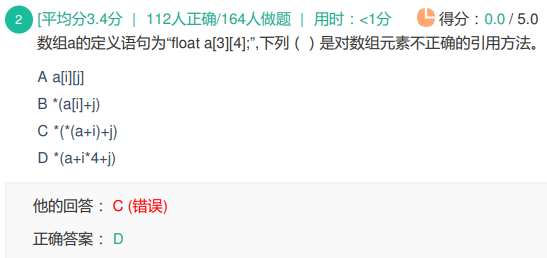 2 [平均分3.4分 | 112人正确/164人做题 | 用时：<1分 得分：0.0 / 5.0
数组a的定义语句为“float a[3][4];”,下列（ ）是对数组元素不正确的引用方法。
A a[i][j]
B *(a[i]+j)
C *(*(a+i)+j)
D *(a+i*4+j)
他的回答： C (错误)
正确答案： D